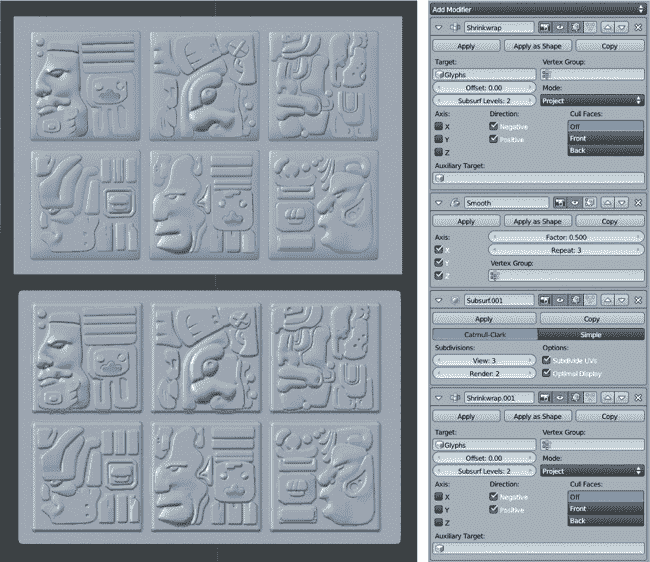 Add Modifier
Shrinkwrap
Apply Apply as Shape Copy
Target: Vertex Group:
Glyphs
Offset: 0.00 Mode:
Subsurf Levels: 2 Project
Axis: Direction: Cull Faces:
X Negative Off
Y Positive Front
Z Back
Auxiliary Target:
Smooth
Apply Apply as Shape Copy
Axis: Factor: 0.500
X Repeat: 3
Y Vertex Group:
Z
Subsurf.001
Apply Copy
Catmull-Clark Simple
Subdivisions: Options:
View: 3 Subdivide UVs
Render: 2 Optimal Display
Shrinkwrap.001
Apply Apply as Shape Copy
Target: Vertex Group:
Glyphs
Offset: 0.00 Mode:
Subsurf Levels: 2 Project
Axis: Direction: Cull Faces:
X Negative Off
Y Positive Front
Z Back
Auxiliary Target: